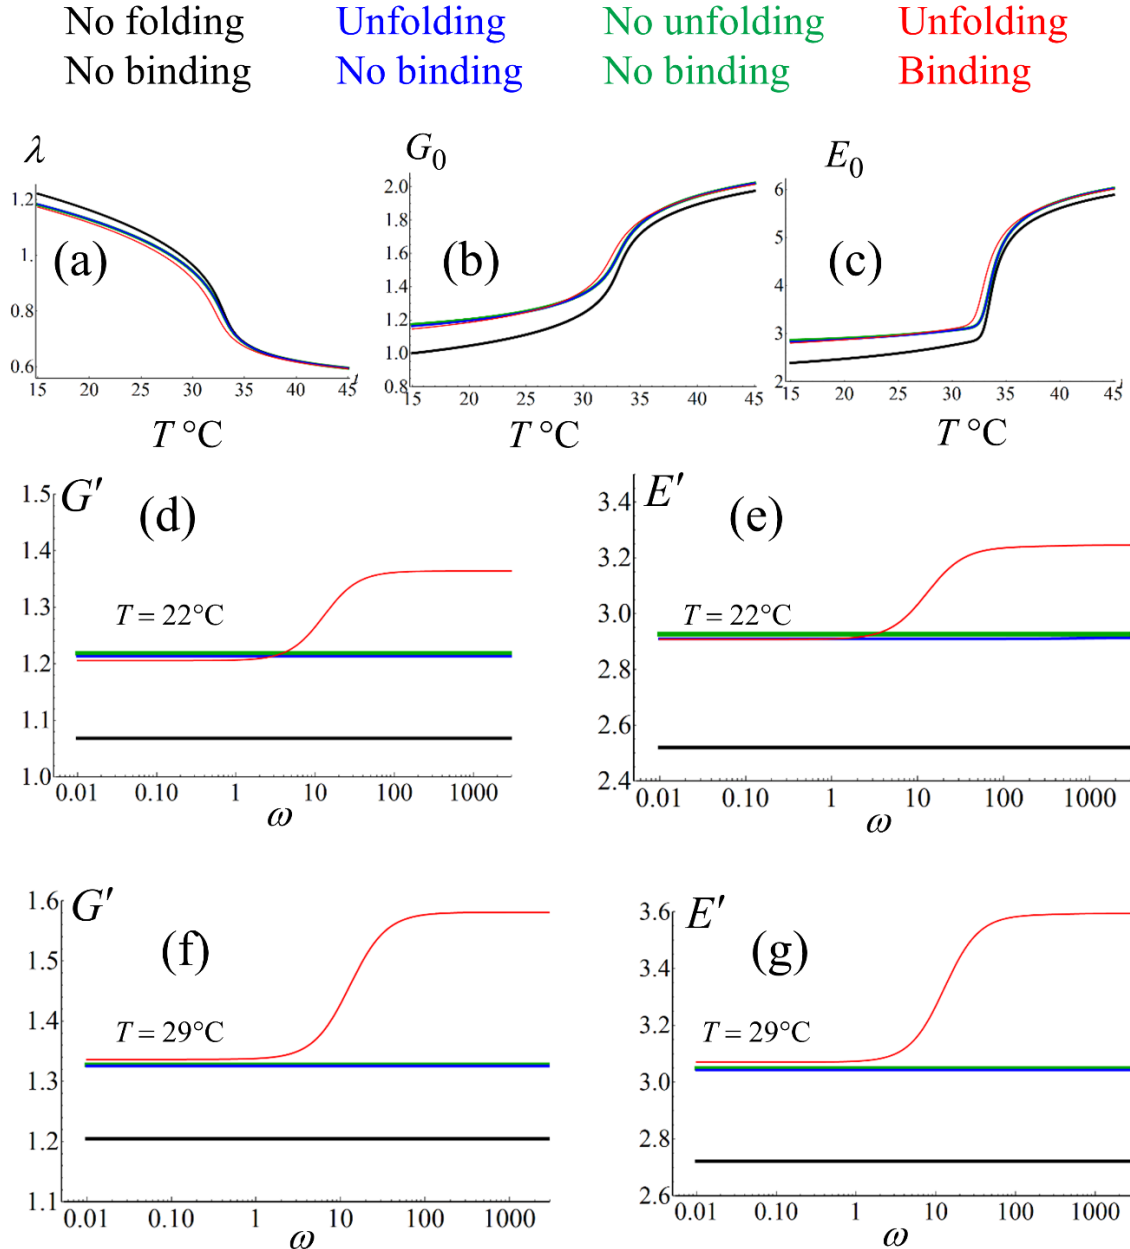 No folding Unfolding No unfolding Unfolding
No binding No binding No binding Binding
λ G0 E0
1.2
1.
0.8
0.6
(a)
15 20 25 30 35 40 45
T °C
2.0
1.8
1.6
1.4
1.2
1.0
0.8
(b)
15 20 25 30 35 40 45
T °C
6
5
4
3
2
(c)
15 20 25 30 35 40 45
T °C
G′ (d)
1.5
1.4
1.3
1.2
1.1
1.0
T = 22°C
0.01 0.10 1 10 100 1000
ω
E′ (e)
3.4
3.2
3.0
2.8
2.6
2.4
T = 22°C
0.01 0.10 1 10 100 1000
ω
G′ (f)
1.6
1.5
1.4
1.3
1.2
1.1
T = 29°C
0.01 0.10 1 10 100 1000
ω
E′ (g)
3.6
3.4
3.2
3.0
2.8
2.6
T = 29°C
0.01 0.10 1 10 100 1000
ω